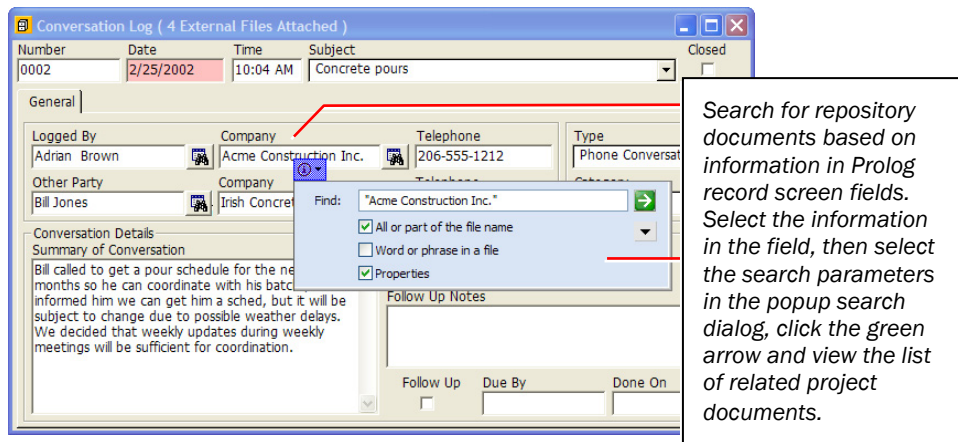 Conversation Log ( 4 External Files Attached )
Number Date Time Subject Closed
0002 2/25/2002 10:04 AM Concrete pours
General
Logged By Company Telephone Type
Adrian Brown Acme Construction Inc. 206-555-1212 Phone
Other Party Company
Bill Jones Irish
Find: "Acme Construction Inc."
All or part of the file name
Word or phrase in a file
Properties
Conversation Details
Summary of Conversation
Bill called to get a pour schedule for the
months so he can coordinate with his
informed him we can get him a sched, but it will be
subject to change due to possible weather delays.
We decided that weekly updates during weekly
meetings will be sufficient for coordination.
Follow Up Notes
Follow Up Due By Done On
Search for repository
documents based on
information in Prolog
record screen fields.
Select the information
in the field, then select
the search parameters
in the popup search
dialog, click the green
arrow and view the list
of related project
documents.